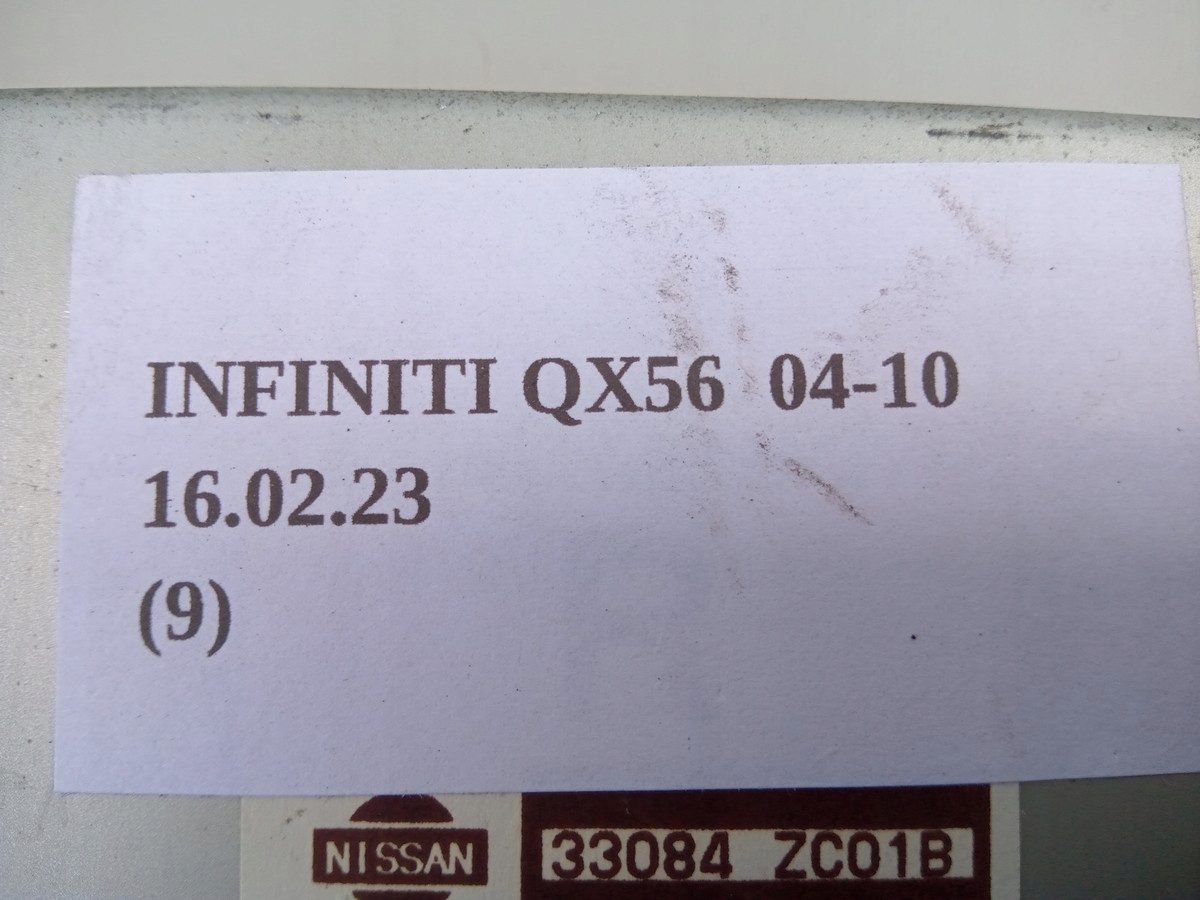 INFINITI QX56 04-10
16.02.23
(9)
NISSAN 33084 ZC01B